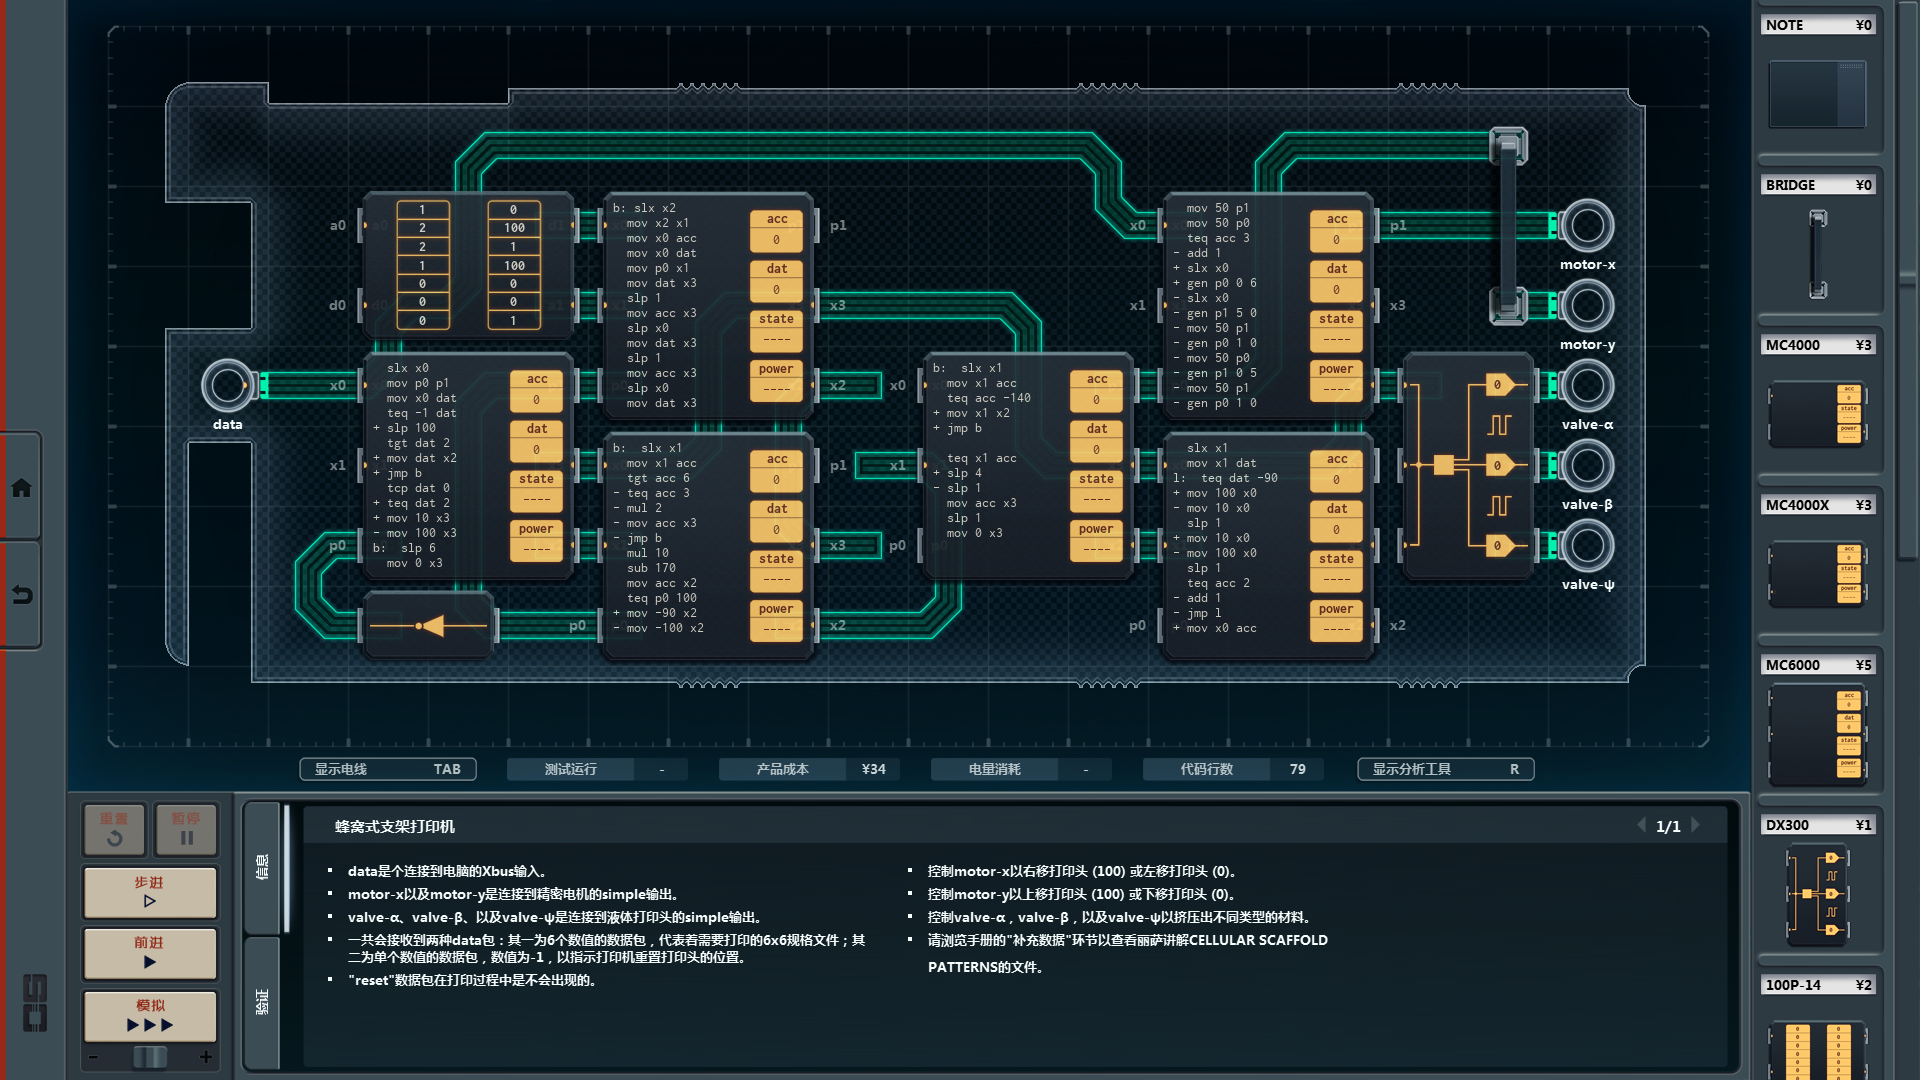 NOTE ¥0
BRIDGE ¥0
MC4000 ¥3
MC4000X ¥3
MC6000 ¥5
DX300 ¥1
100P-14 ¥2
a0
d0
1
2
2
1
0
0
0
0
100
1
100
0
0
1
b: slx x2
mov x2 x1
mov x0 acc
mov x0 dat
mov p0 x1
mov dat x3
slp 1
mov acc x3
slp x0
mov dat x3
slp 1
mov acc x3
slp x0
mov dat x3
acc
0
dat
0
state
----
power
----
p1
x3
x2
x0
mov 50 p1
mov 50 p0
teq acc 3
- add 1
+ slx x0
+ gen p0 0 6
- slx x0
- gen p1 5 0
- mov 50 p1
- gen p0 1 0
- mov 50 p0
- gen p1 0 5
- mov 50 p1
- gen p0 1 0
acc
0
dat
0
state
----
power
----
x0
x1
p1
x3
motor-x
motor-y
valve-α
valve-β
valve-ψ
data
x0
x1
p0
slx x0
mov p0 p1
mov x0 dat
teq -1 dat
+ slp 100
tgt dat 2
+ mov dat x2
+ jmp b
tcp dat 0
+ teq dat 2
+ mov 10 x3
- mov 100 x3
b: slp 6
mov 0 x3
acc
0
dat
0
state
----
power
----
b: slx x1
mov x1 acc
tgt acc 6
- teq acc 3
- mul 2
- mov acc x3
- jmp b
mul 10
sub 170
mov acc x2
teq p0 100
+ mov -90 x2
- mov -100 x2
acc
0
dat
0
state
----
power
----
p0
p1
x3
x2
b: slx x1
mov x1 acc
teq acc -140
+ mov x1 x2
+ jmp b
teq x1 acc
+ slp 4
- slp 1
mov acc x3
slp 1
mov 0 x3
acc
0
dat
0
state
----
power
----
x1
p0
slx x1
mov x1 dat
l: teq dat -90
+ mov 100 x0
- mov 10 x0
slp 1
+ mov 10 x0
- mov 100 x0
slp 1
teq acc 2
- add 1
- jmp l
+ mov x0 acc
acc
0
dat
0
state
----
power
----
p0
x2
0
0
0
显示电线 TAB
测试运行 -
产品成本 ¥34
电量消耗 -
代码行数 79
显示分析工具 R
重置
暂停
步进
前进
模拟
- +
信息
验证
蜂窝式支架打印机
1/1
▪ data是个连接到电脑的Xbus输入。
▪ motor-x以及motor-y是连接到精密电机的simple输出。
▪ valve-α、valve-β、以及valve-ψ是连接到液体打印头的simple输出。
▪ 一共会接收到两种data包：其一为6个数值的数据包，代表着需要打印的6x6规格文件；其
二为单个数值的数据包，数值为-1，以指示打印机重置打印头的位置。
▪ "reset"数据包在打印过程中是不会出现的。
▪ 控制motor-x以右移打印头 (100) 或左移打印头 (0)。
▪ 控制motor-y以上移打印头 (100) 或下移打印头 (0)。
▪ 控制valve-α，valve-β，以及valve-ψ以挤压出不同类型的材料。
▪ 请浏览手册的"补充数据"环节以查看丽萨讲解CELLULAR SCAFFOLD
PATTERNS的文件。